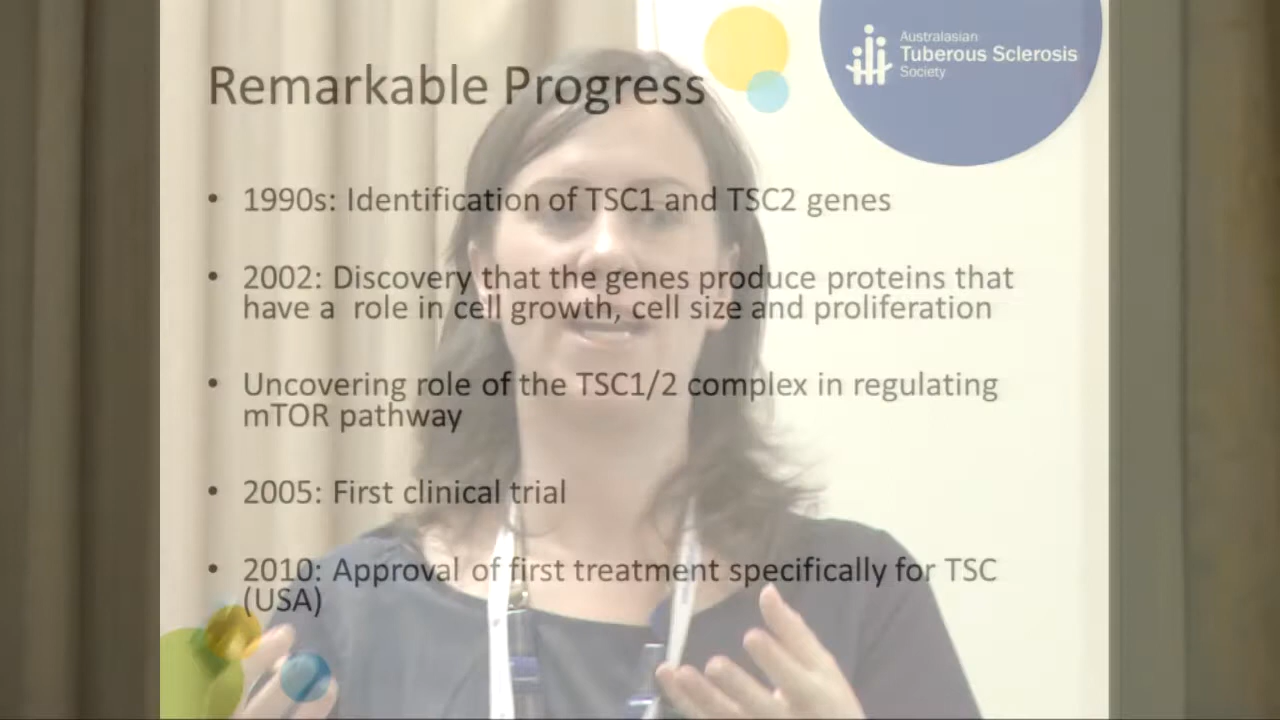 Australasian
Tuberous Sclerosis
Society
Remarkable Progress
• 1990s: Identification of TSC1 and TSC2 genes
• 2002: Discovery that the genes produce proteins that
have a role in cell growth, cell size and proliferation
• Uncovering role of the TSC1/2 complex in regulating
mTOR pathway
• 2005: First clinical trial
• 2010: Approval of first treatment specifically for TSC
(USA)